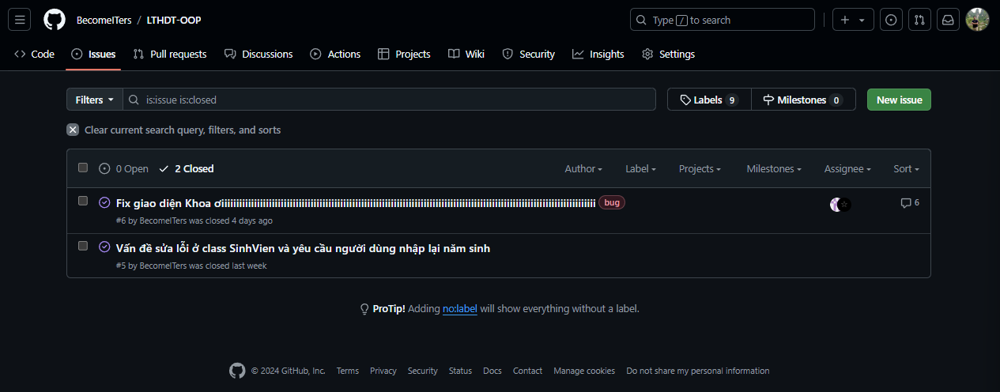 BecomeITers / LTHDT-OOP
Type / to search
Code Issues Pull requests Discussions Actions Projects Wiki Security Insights Settings
Filters is:issue is:closed Labels 9 Milestones 0 New issue
Clear current search query, filters, and sorts
0 Open 2 Closed Author Label Projects Milestones Assignee Sort
Fix giao diện Khoa ơiiiiiiiiiiiiiiiiiiiiiiiiiiiiiiiiiiiiiiiiiiiiiiiiiiiiiiiiiiiiiiiiiiiiiiiiiiiiiiiiiiiiiiiiiiiiiiiiiiiiiiiiiiiiiiiiiiiiiiiiiiiiii bug 6
#6 by BecomeITers was closed 4 days ago
Vấn đề sửa lỗi ở class SinhVien và yêu cầu người dùng nhập lại năm sinh
#5 by BecomeITers was closed last week
ProTip! Adding no:label will show everything without a label.
© 2024 GitHub, Inc. Terms Privacy Security Status Docs Contact Manage cookies Do not share my personal information